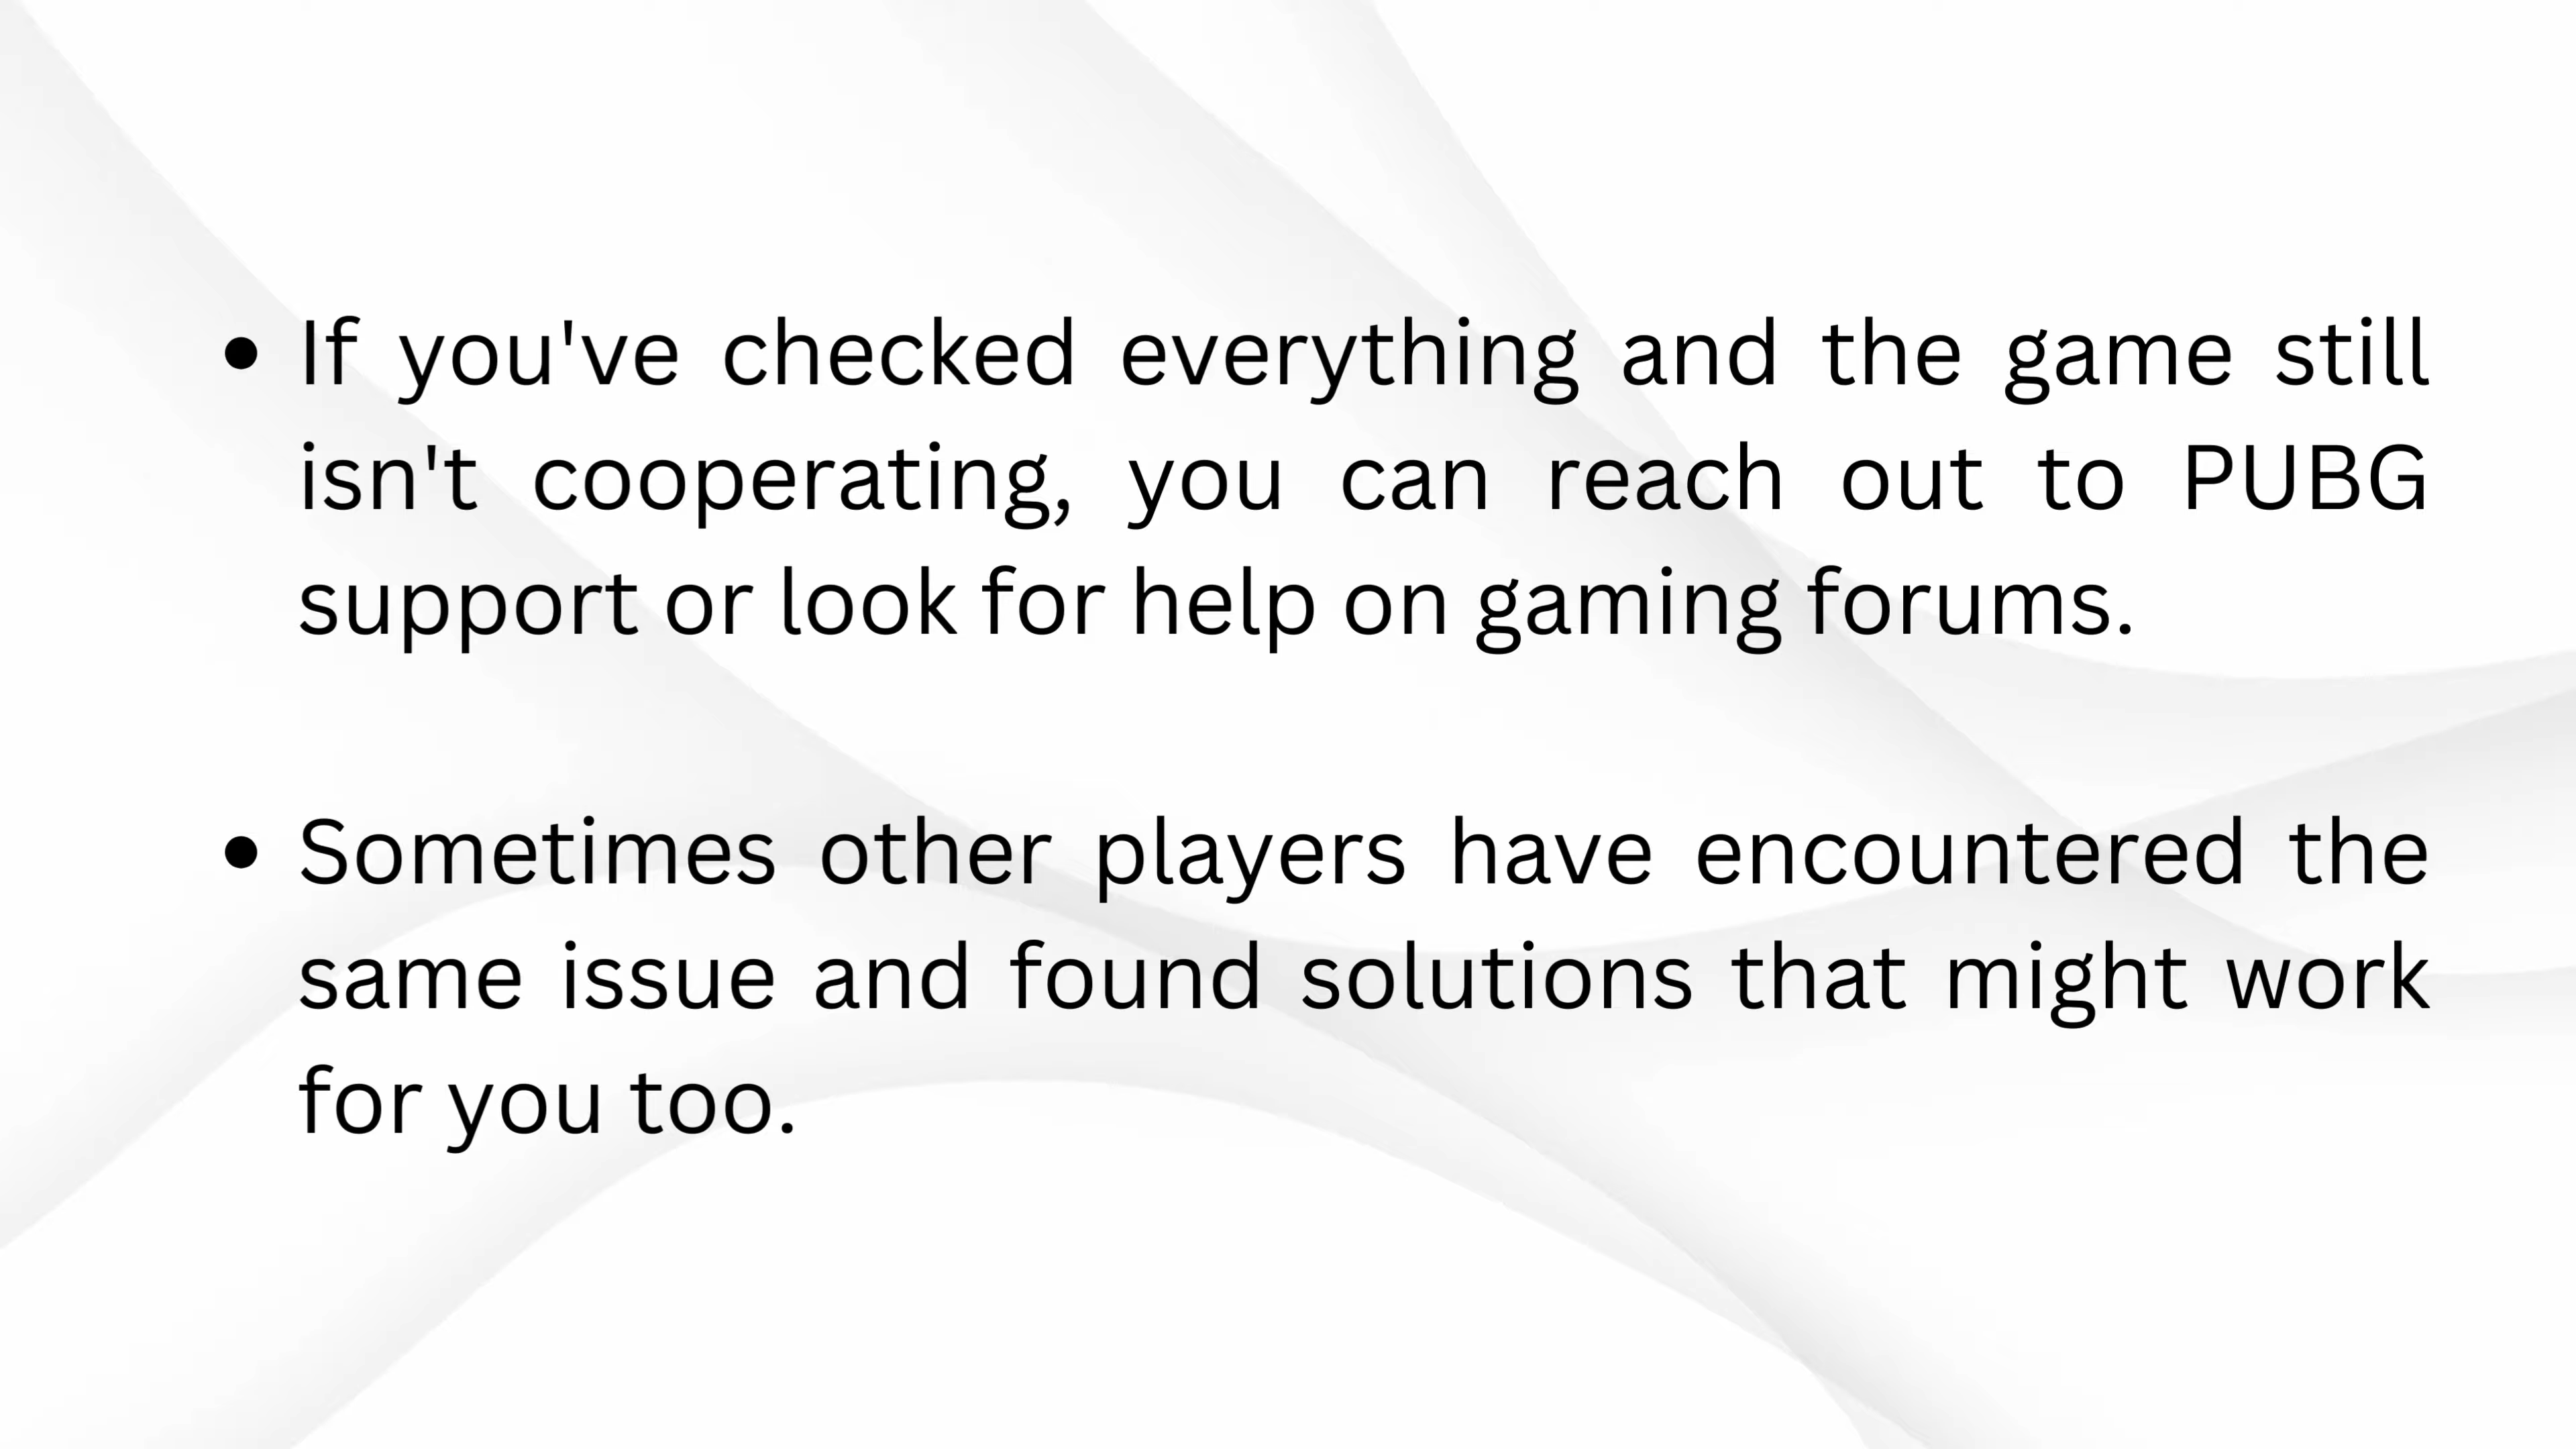 • If you've checked everything and the game still
isn't cooperating, you can reach out to PUBG
support or look for help on gaming forums.
• Sometimes other players have encountered the
same issue and found solutions that might work
for you too.